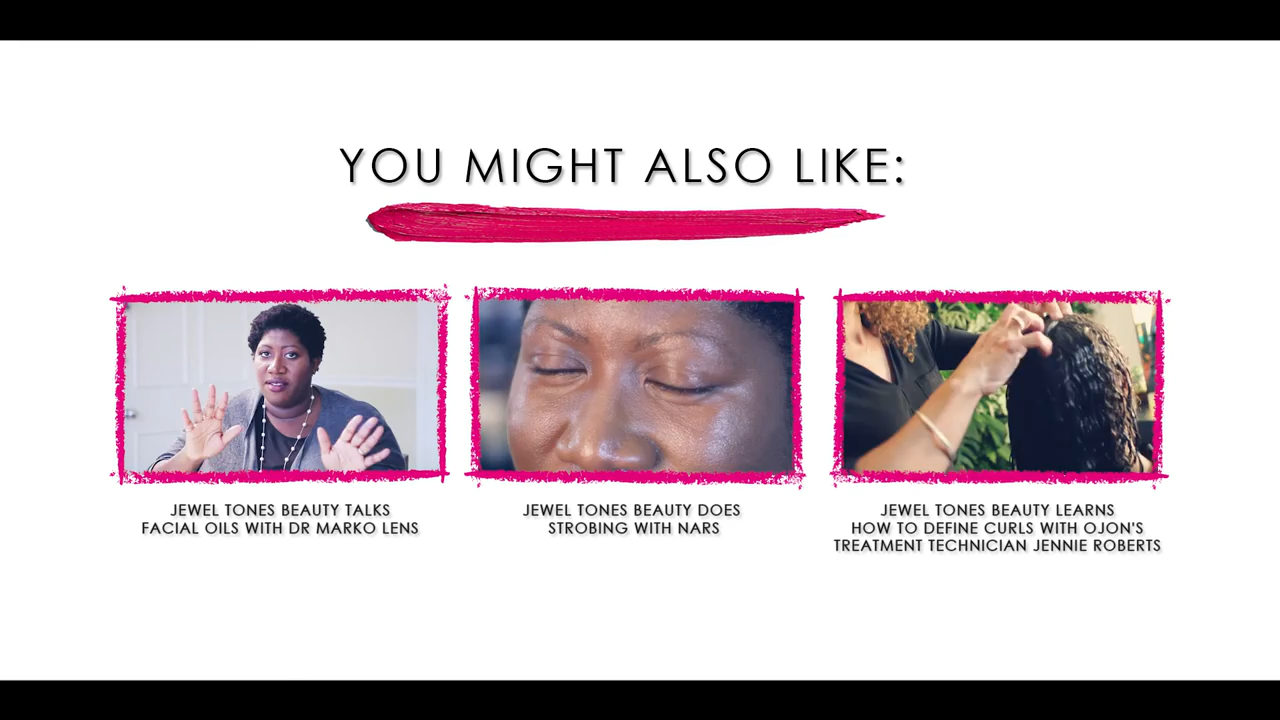 YOU MIGHT ALSO LIKE:
JEWEL TONES BEAUTY TALKS
FACIAL OILS WITH DR MARKO LENS
JEWEL TONES BEAUTY DOES
STROBING WITH NARS
JEWEL TONES BEAUTY LEARNS
HOW TO DEFINE CURLS WITH OJON'S
TREATMENT TECHNICIAN JENNIE ROBERTS